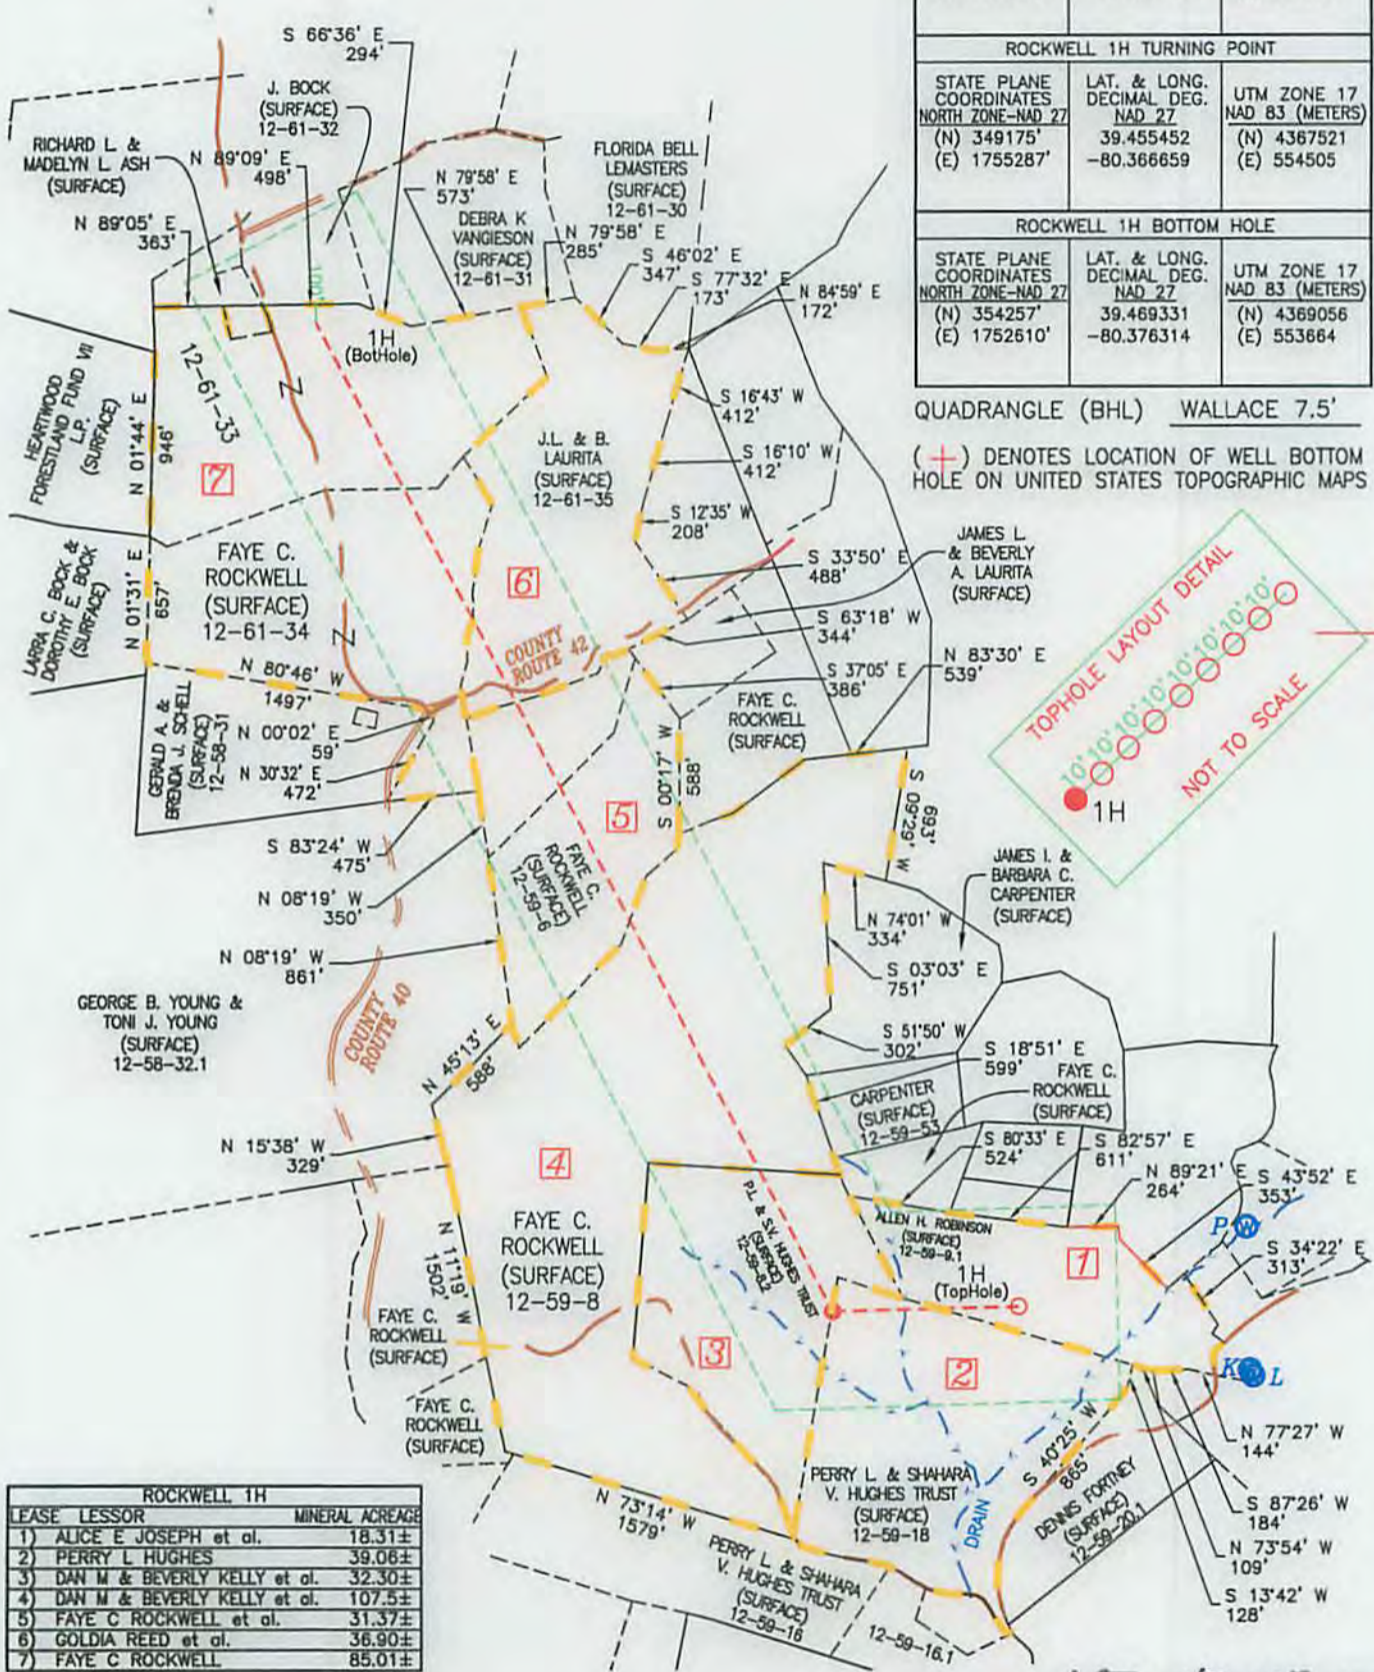 S 66°36' E
294'
J. BOCK
(SURFACE)
12-61-32
RICHARD L &
MADELYN L. ASH
(SURFACE)
N 89°09' E
498'
N 89°05' E
363'
N 79°58' E
573'
DEBRA K
VANGIESON
(SURFACE)
12-61-31
FLORIDA BELL
LEMASTERS
(SURFACE)
12-61-30
N 79°58' E
285'
S 46°02' E
347'
S 77°32' E
173'
N 84°59' E
172'
100'
1H
(BotHole)
12-61-33
HEARTWOOD
FORESTLAND FUND VII
L.P.
(SURFACE)
N 01°44' E
946'
7
S 16°43' W
412'
J.L. & B.
LAURITA
(SURFACE)
12-61-35
S 16°10' W
412'
S 12°35' W
208'
JAMES L
& BEVERLY
A. LAURITA
(SURFACE)
S 33°50' E
488'
FAYE C.
ROCKWELL
(SURFACE)
12-61-34
6
LARRA C. BOCK &
DOROTHY E. BOCK
(SURFACE)
N 01°31' E
657'
S 63°18' W
344'
COUNTY
ROUTE 42
N 83°30' E
539'
S 37°05' E
386'
N 80°46' W
1497'
FAYE C.
ROCKWELL
(SURFACE)
GERALD A. &
BRENDA J. SCHELL
(SURFACE)
12-58-31
N 00°02' E
59'
N 30°32' E
472'
S 00°17' W
588'
5
S 09°29' W
693'
S 83°24' W
475'
FAYE C.
ROCKWELL
(SURFACE)
12-59-6
N 08°19' W
350'
JAMES I. &
BARBARA C.
CARPENTER
(SURFACE)
N 74°01' W
334'
N 08°19' W
861'
S 03°03' E
751'
GEORGE B. YOUNG &
TONI J. YOUNG
(SURFACE)
12-58-32.1
COUNTY
ROUTE 40
N 45°13' E
588'
S 51°50' W
302'
S 18°51' E
599'
FAYE C.
ROCKWELL
(SURFACE)
CARPENTER
(SURFACE)
12-59-53
N 15°38' W
329'
4
S 80°33' E
524'
S 82°57' E
611'
N 89°21' E
264'
S 43°52' E
353'
P W
S 34°22' E
313'
FAYE C.
ROCKWELL
(SURFACE)
12-59-8
P.L. & S.V. HUGHES TRUST
(SURFACE)
12-59-8.2
ALLEN H. ROBINSON
(SURFACE)
12-59-9.1
1H
(TopHole)
1
N 11°19' W
1502'
FAYE C.
ROCKWELL
(SURFACE)
3
2
K L
FAYE C.
ROCKWELL
(SURFACE)
N 77°27' W
144'
S 40°25' W
865'
PERRY L & SHAHARA
V. HUGHES TRUST
(SURFACE)
12-59-18
DRAIN
DENNIS FORTNEY
(SURFACE)
12-59-20.1
S 87°26' W
184'
N 73°54' W
109'
S 13°42' W
128'
N 73°14' W
1579'
PERRY L & SHAHARA
V. HUGHES TRUST
(SURFACE)
12-59-16
12-59-16.1
ROCKWELL 1H TURNING POINT
STATE PLANE COORDINATES NORTH ZONE-NAD 27 LAT. & LONG. DECIMAL DEG. NAD 27 UTM ZONE 17 NAD 83 (METERS)
(N) 349175' 39.455452 (N) 4367521
(E) 1755287' -80.366659 (E) 554505
ROCKWELL 1H BOTTOM HOLE
STATE PLANE COORDINATES NORTH ZONE-NAD 27 LAT. & LONG. DECIMAL DEG. NAD 27 UTM ZONE 17 NAD 83 (METERS)
(N) 354257' 39.469331 (N) 4369056
(E) 1752610' -80.376314 (E) 553664
QUADRANGLE (BHL) WALLACE 7.5'
( + ) DENOTES LOCATION OF WELL BOTTOM
HOLE ON UNITED STATES TOPOGRAPHIC MAPS
TOPHOLE LAYOUT DETAIL
10'10'10'10'10'10'10'10'
1H
NOT TO SCALE
ROCKWELL 1H
LEASE LESSOR MINERAL ACREAGE
1) ALICE E JOSEPH et al. 18.31±
2) PERRY L HUGHES 39.06±
3) DAN M & BEVERLY KELLY et al. 32.30±
4) DAN M & BEVERLY KELLY et al. 107.5±
5) FAYE C ROCKWELL et al. 31.37±
6) GOLDIA REED et al. 36.90±
7) FAYE C ROCKWELL 85.01±